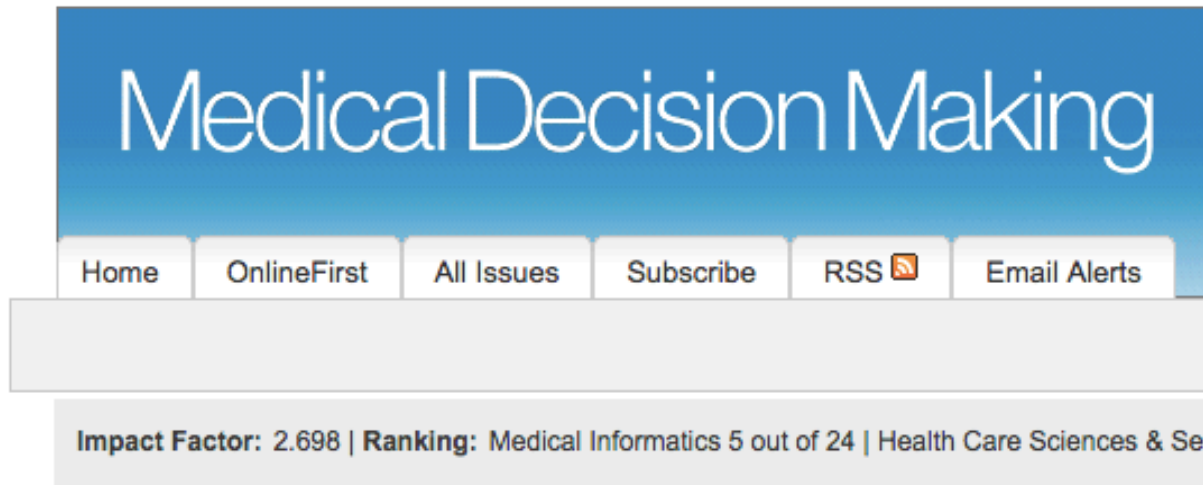 Medical Decision Making
Home OnlineFirst All Issues Subscribe RSS Email Alerts
Impact Factor: 2.698 | Ranking: Medical Informatics 5 out of 24 | Health Care Sciences & Se